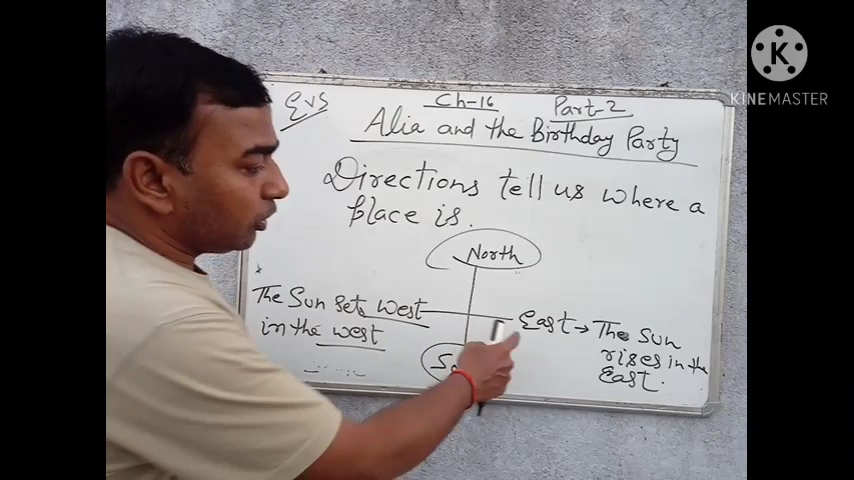 EVS
Ch-16
Part-2
Alia and the Birthday Party
Directions tell us where a
place is.
North
The Sun sets West
in the west
East → The Sun
rises in the
East.
KINEMASTER